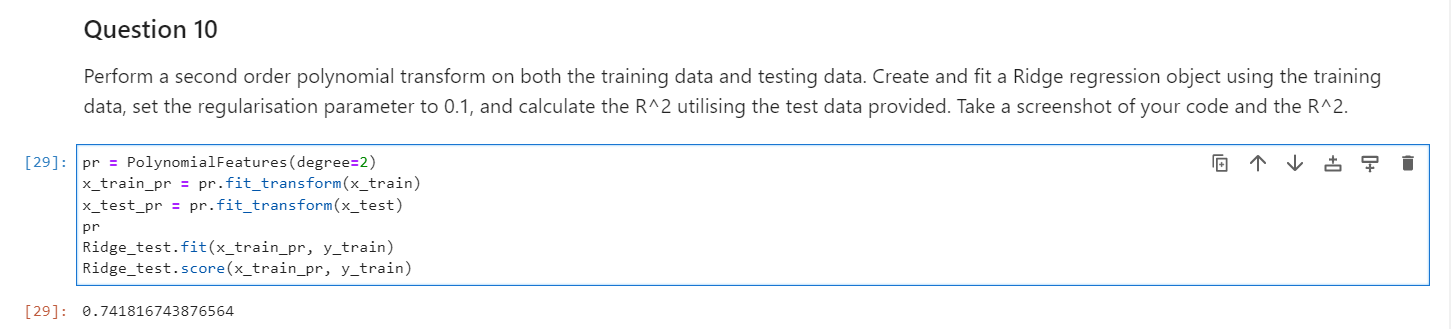 Question 10
Perform a second order polynomial transform on both the training data and testing data. Create and fit a Ridge regression object using the training
data, set the regularisation parameter to 0.1, and calculate the R^2 utilising the test data provided. Take a screenshot of your code and the R^2.
[29]: pr = PolynomialFeatures(degree=2)
x_train_pr = pr.fit_transform(x_train)
x_test_pr = pr.fit_transform(x_test)
pr
Ridge_test.fit(x_train_pr, y_train)
Ridge_test.score(x_train_pr, y_train)
[29]: 0.741816743876564